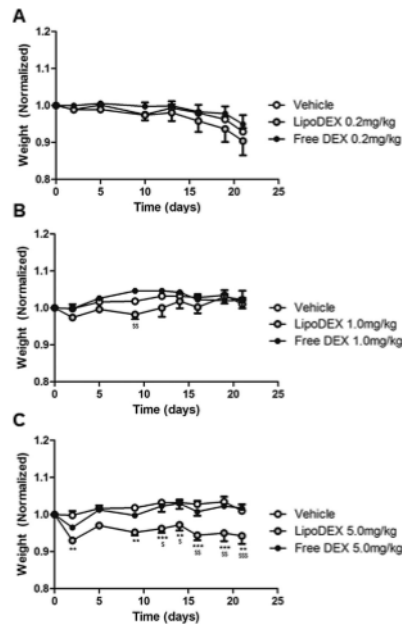 A
Weight (Normalized)
1.2
1.1
1.0
0.9
0.8
0 5 10 15 20 25
Time (days)
Vehicle
LipoDEX 0.2mg/kg
Free DEX 0.2mg/kg
B
Weight (Normalized)
1.2
1.1
1.0
0.9
0.8
$$
0 5 10 15 20 25
Time (days)
Vehicle
LipoDEX 1.0mg/kg
Free DEX 1.0mg/kg
C
Weight (Normalized)
1.2
1.1
1.0
0.9
0.8
** ** *** ** *** *** **
$ $ $$ $$ $$$
0 5 10 15 20 25
Time (days)
Vehicle
LipoDEX 5.0mg/kg
Free DEX 5.0mg/kg